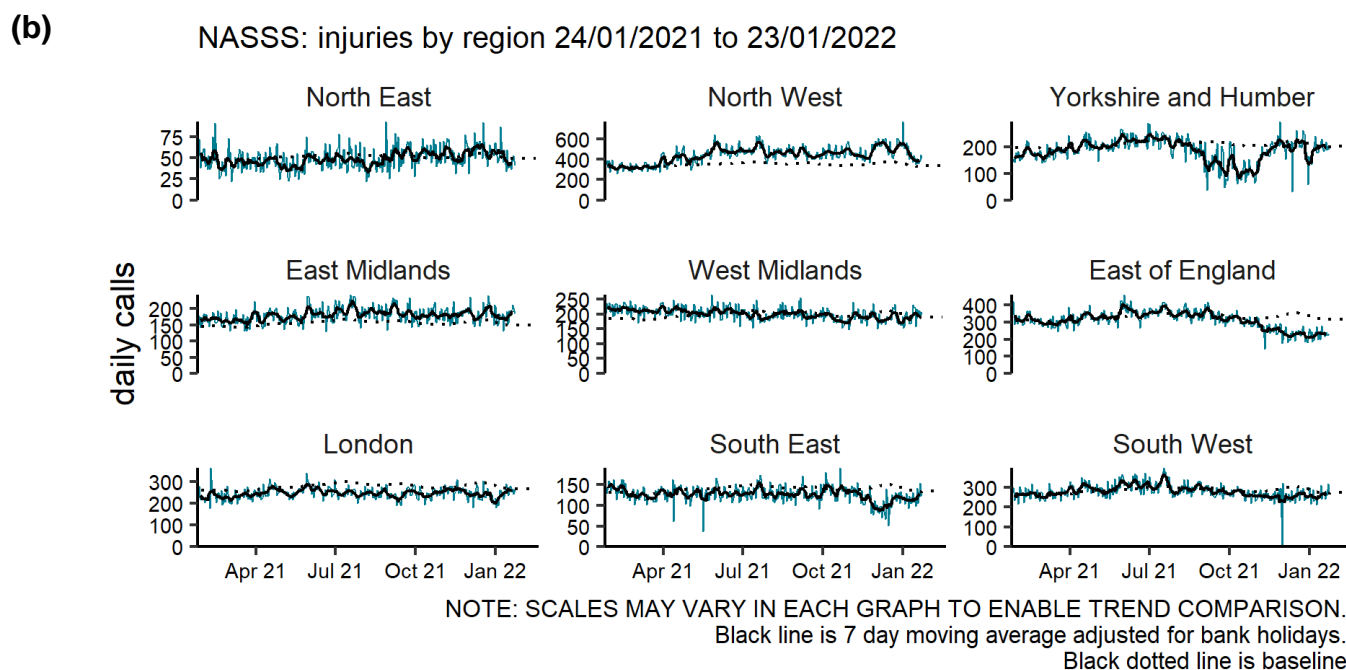 (b)
NASSS: injuries by region 24/01/2021 to 23/01/2022
daily calls
North East
75
50
25
0
North West
600
400
200
0
Yorkshire and Humber
200
100
0
East Midlands
200
150
100
50
0
West Midlands
250
200
150
100
50
0
East of England
400
300
200
100
0
London
300
200
100
0
Apr 21 Jul 21 Oct 21 Jan 22
South East
150
100
50
0
Apr 21 Jul 21 Oct 21 Jan 22
South West
300
200
100
0
Apr 21 Jul 21 Oct 21 Jan 22
NOTE: SCALES MAY VARY IN EACH GRAPH TO ENABLE TREND COMPARISON.
Black line is 7 day moving average adjusted for bank holidays.
Black dotted line is baseline